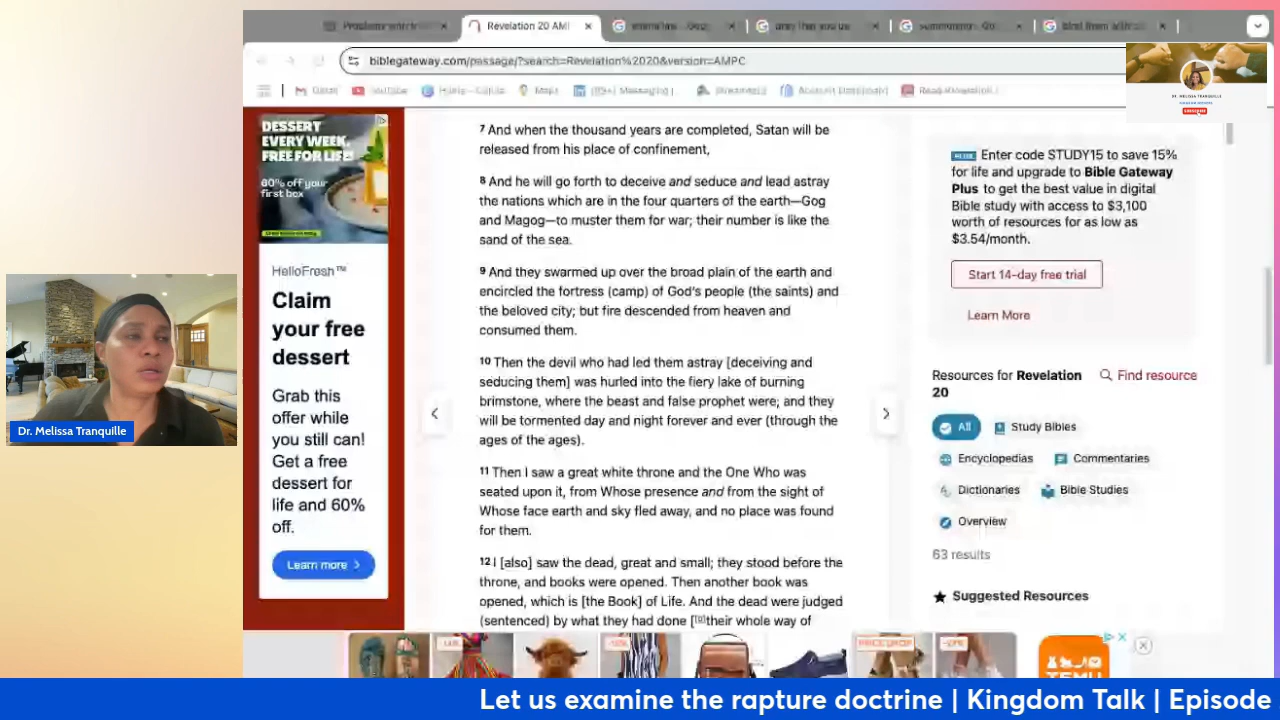 Revelation 20 AM
biblegateway.com/passage/?search=Revelation%2020&version=AMPC
YouTube
Maps
DR. MELISSA TRANQUILLE
SUBSCRIBE
DESSERT
EVERY WEEK,
FREE FOR LIFE
60% off your
first box
HelloFresh™
Claim
your free
dessert
Grab this
offer while
you still can!
Get a free
dessert for
life and 60%
off.
Learn more
7 And when the thousand years are completed, Satan will be
released from his place of confinement,
8 And he will go forth to deceive and seduce and lead astray
the nations which are in the four quarters of the earth—Gog
and Magog—to muster them for war; their number is like the
sand of the sea.
9 And they swarmed up over the broad plain of the earth and
encircled the fortress (camp) of God's people (the saints) and
the beloved city; but fire descended from heaven and
consumed them.
10 Then the devil who had led them astray [deceiving and
seducing them] was hurled into the fiery lake of burning
brimstone, where the beast and false prophet were; and they
will be tormented day and night forever and ever (through the
ages of the ages).
11 Then I saw a great white throne and the One Who was
seated upon it, from Whose presence and from the sight of
Whose face earth and sky fled away, and no place was found
for them.
12 I [also] saw the dead, great and small; they stood before the
throne, and books were opened. Then another book was
opened, which is [the Book] of Life. And the dead were judged
(sentenced) by what they had done [their whole way of
Enter code STUDY15 to save 15%
for life and upgrade to Bible Gateway
Plus to get the best value in digital
Bible study with access to $3,100
worth of resources for as low as
$3.54/month.
Start 14-day free trial
Learn More
Resources for Revelation
20
Find resource
All
Study Bibles
Encyclopedias
Commentaries
Dictionaries
Bible Studies
Overview
63 results
Suggested Resources
PRICE DROP
TEMU
Dr. Melissa Tranquille
Let us examine the rapture doctrine | Kingdom Talk | Episode